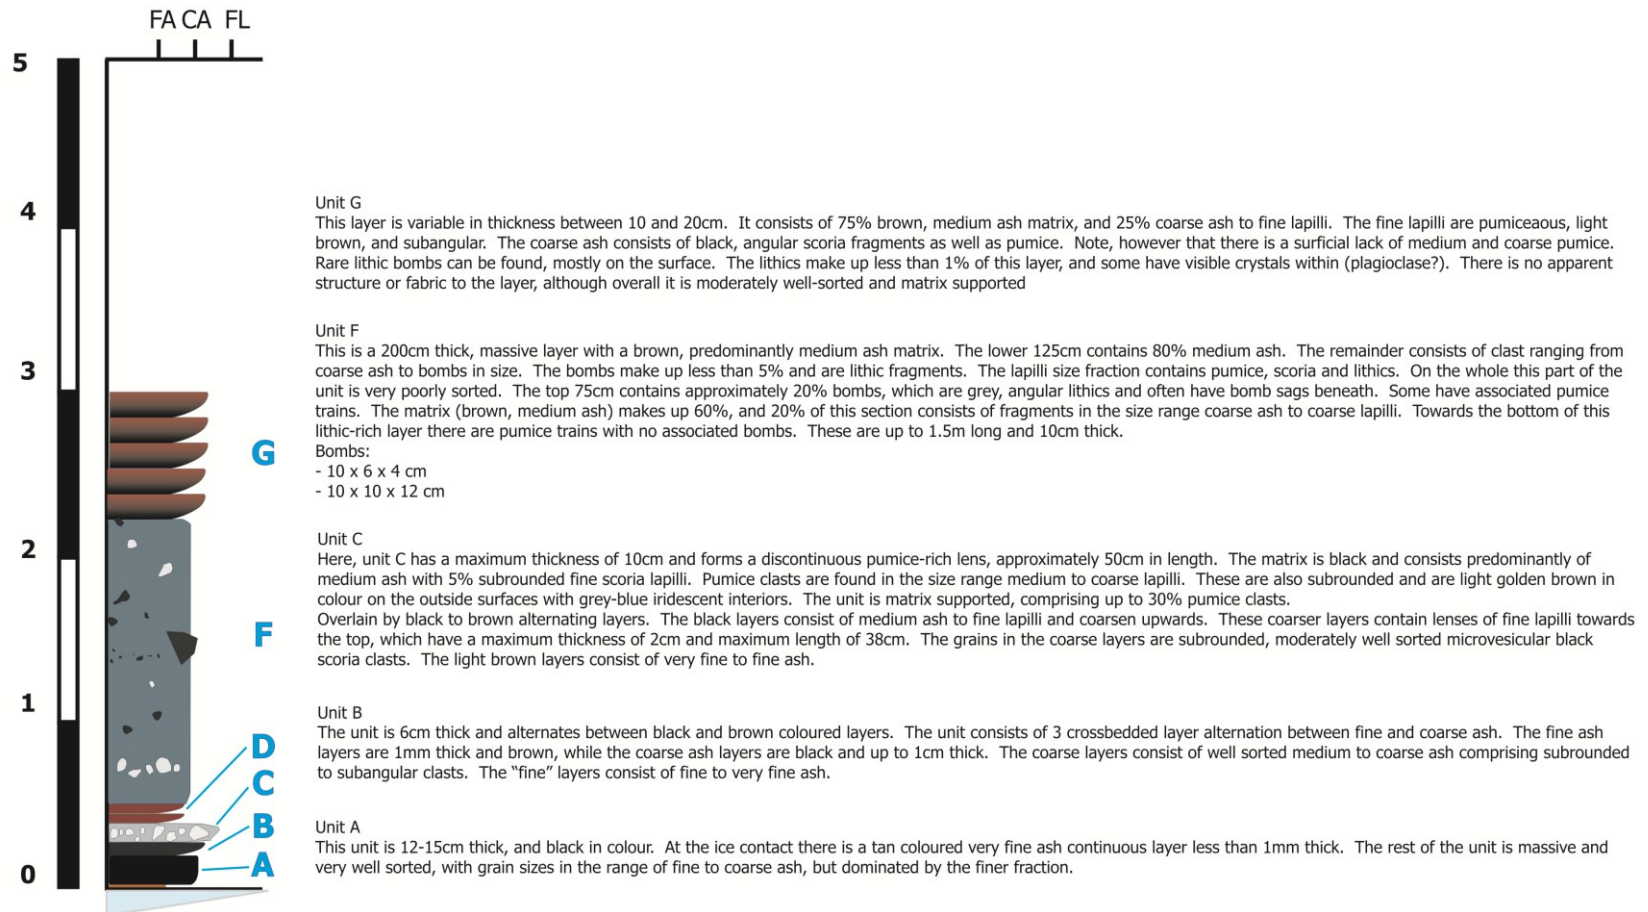 FA CA FL
5
4
3
2
1
0
G
F
D
C
B
A
Unit G
This layer is variable in thickness between 10 and 20cm. It consists of 75% brown, medium ash matrix, and 25% coarse ash to fine lapilli. The fine lapilli are pumiceaous, light
brown, and subangular. The coarse ash consists of black, angular scoria fragments as well as pumice. Note, however that there is a surficial lack of medium and coarse pumice.
Rare lithic bombs can be found, mostly on the surface. The lithics make up less than 1% of this layer, and some have visible crystals within (plagioclase?). There is no apparent
structure or fabric to the layer, although overall it is moderately well-sorted and matrix supported
Unit F
This is a 200cm thick, massive layer with a brown, predominantly medium ash matrix. The lower 125cm contains 80% medium ash. The remainder consists of clast ranging from
coarse ash to bombs in size. The bombs make up less than 5% and are lithic fragments. The lapilli size fraction contains pumice, scoria and lithics. On the whole this part of the
unit is very poorly sorted. The top 75cm contains approximately 20% bombs, which are grey, angular lithics and often have bomb sags beneath. Some have associated pumice
trains. The matrix (brown, medium ash) makes up 60%, and 20% of this section consists of fragments in the size range coarse ash to coarse lapilli. Towards the bottom of this
lithic-rich layer there are pumice trains with no associated bombs. These are up to 1.5m long and 10cm thick.
Bombs:
- 10 x 6 x 4 cm
- 10 x 10 x 12 cm
Unit C
Here, unit C has a maximum thickness of 10cm and forms a discontinuous pumice-rich lens, approximately 50cm in length. The matrix is black and consists predominantly of
medium ash with 5% subrounded fine scoria lapilli. Pumice clasts are found in the size range medium to coarse lapilli. These are also subrounded and are light golden brown in
colour on the outside surfaces with grey-blue iridescent interiors. The unit is matrix supported, comprising up to 30% pumice clasts.
Overlain by black to brown alternating layers. The black layers consist of medium ash to fine lapilli and coarsen upwards. These coarser layers contain lenses of fine lapilli towards
the top, which have a maximum thickness of 2cm and maximum length of 38cm. The grains in the coarse layers are subrounded, moderately well sorted microvesicular black
scoria clasts. The light brown layers consist of very fine to fine ash.
Unit B
The unit is 6cm thick and alternates between black and brown coloured layers. The unit consists of 3 crossbedded layer alternation between fine and coarse ash. The fine ash
layers are 1mm thick and brown, while the coarse ash layers are black and up to 1cm thick. The coarse layers consist of well sorted medium to coarse ash comprising subrounded
to subangular clasts. The “fine” layers consist of fine to very fine ash.
Unit A
This unit is 12-15cm thick, and black in colour. At the ice contact there is a tan coloured very fine ash continuous layer less than 1mm thick. The rest of the unit is massive and
very well sorted, with grain sizes in the range of fine to coarse ash, but dominated by the finer fraction.